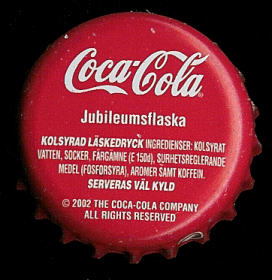 Coca-Cola
Jubileumsflaska
KOLSYRAD LÄSKEDRYCK INGREDIENSER: KOLSYRAT
VATTEN, SOCKER, FÄRGÄMNE (E 150d), SURHETSREGLERANDE
MEDEL (FOSFORSYRA), AROMER SAMT KOFFEIN.
SERVERAS VÄL KYLD
© 2002 THE COCA-COLA COMPANY
ALL RIGHTS RESERVED